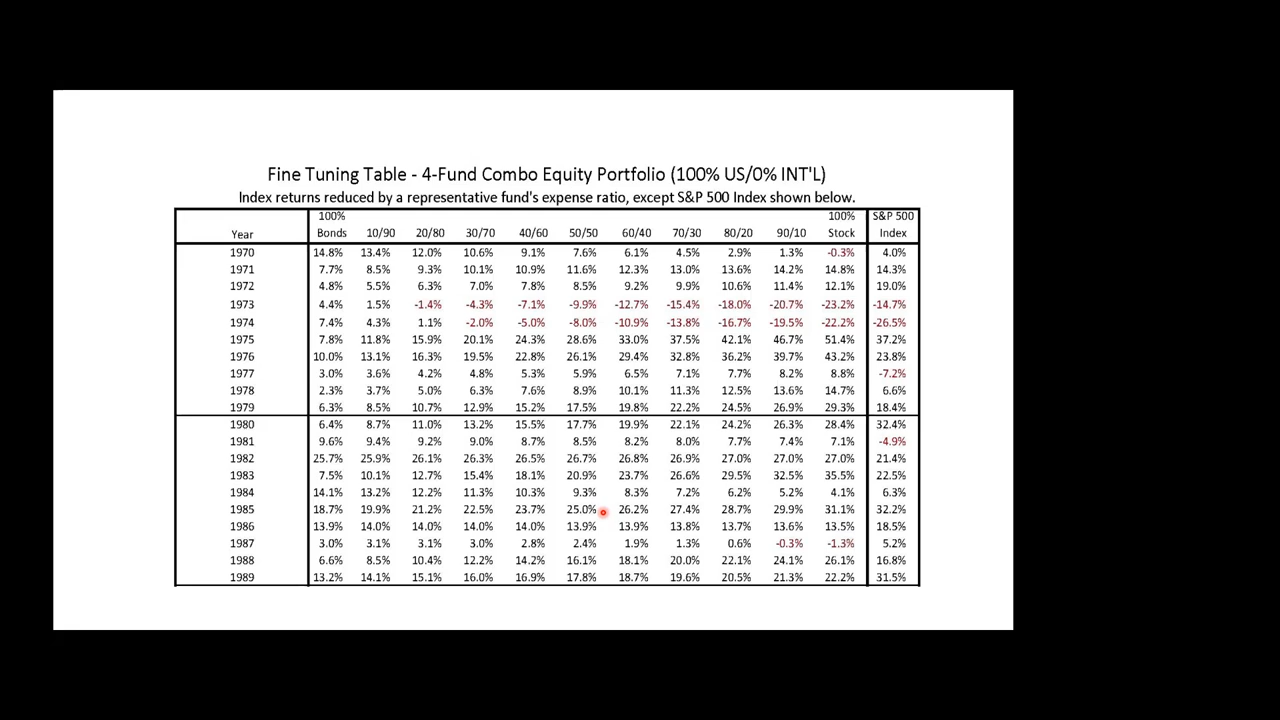 Fine Tuning Table - 4-Fund Combo Equity Portfolio (100% US/0% INT'L)
Index returns reduced by a representative fund's expense ratio, except S&P 500 Index shown below.
100% 100% S&P 500
Year Bonds 10/90 20/80 30/70 40/60 50/50 60/40 70/30 80/20 90/10 Stock Index
1970 14.8% 13.4% 12.0% 10.6% 9.1% 7.6% 6.1% 4.5% 2.9% 1.3% -0.3% 4.0%
1971 7.7% 8.5% 9.3% 10.1% 10.9% 11.6% 12.3% 13.0% 13.6% 14.2% 14.8% 14.3%
1972 4.8% 5.5% 6.3% 7.0% 7.8% 8.5% 9.2% 9.9% 10.6% 11.4% 12.1% 19.0%
1973 4.4% 1.5% -1.4% -4.3% -7.1% -9.9% -12.7% -15.4% -18.0% -20.7% -23.2% -14.7%
1974 7.4% 4.3% 1.1% -2.0% -5.0% -8.0% -10.9% -13.8% -16.7% -19.5% -22.2% -26.5%
1975 7.8% 11.8% 15.9% 20.1% 24.3% 28.6% 33.0% 37.5% 42.1% 46.7% 51.4% 37.2%
1976 10.0% 13.1% 16.3% 19.5% 22.8% 26.1% 29.4% 32.8% 36.2% 39.7% 43.2% 23.8%
1977 3.0% 3.6% 4.2% 4.8% 5.3% 5.9% 6.5% 7.1% 7.7% 8.2% 8.8% -7.2%
1978 2.3% 3.7% 5.0% 6.3% 7.6% 8.9% 10.1% 11.3% 12.5% 13.6% 14.7% 6.6%
1979 6.3% 8.5% 10.7% 12.9% 15.2% 17.5% 19.8% 22.2% 24.5% 26.9% 29.3% 18.4%
1980 6.4% 8.7% 11.0% 13.2% 15.5% 17.7% 19.9% 22.1% 24.2% 26.3% 28.4% 32.4%
1981 9.6% 9.4% 9.2% 9.0% 8.7% 8.5% 8.2% 8.0% 7.7% 7.4% 7.1% -4.9%
1982 25.7% 25.9% 26.1% 26.3% 26.5% 26.7% 26.8% 26.9% 27.0% 27.0% 27.0% 21.4%
1983 7.5% 10.1% 12.7% 15.4% 18.1% 20.9% 23.7% 26.6% 29.5% 32.5% 35.5% 22.5%
1984 14.1% 13.2% 12.2% 11.3% 10.3% 9.3% 8.3% 7.2% 6.2% 5.2% 4.1% 6.3%
1985 18.7% 19.9% 21.2% 22.5% 23.7% 25.0% 26.2% 27.4% 28.7% 29.9% 31.1% 32.2%
1986 13.9% 14.0% 14.0% 14.0% 14.0% 13.9% 13.9% 13.8% 13.7% 13.6% 13.5% 18.5%
1987 3.0% 3.1% 3.1% 3.0% 2.8% 2.4% 1.9% 1.3% 0.6% -0.3% -1.3% 5.2%
1988 6.6% 8.5% 10.4% 12.2% 14.2% 16.1% 18.1% 20.0% 22.1% 24.1% 26.1% 16.8%
1989 13.2% 14.1% 15.1% 16.0% 16.9% 17.8% 18.7% 19.6% 20.5% 21.3% 22.2% 31.5%